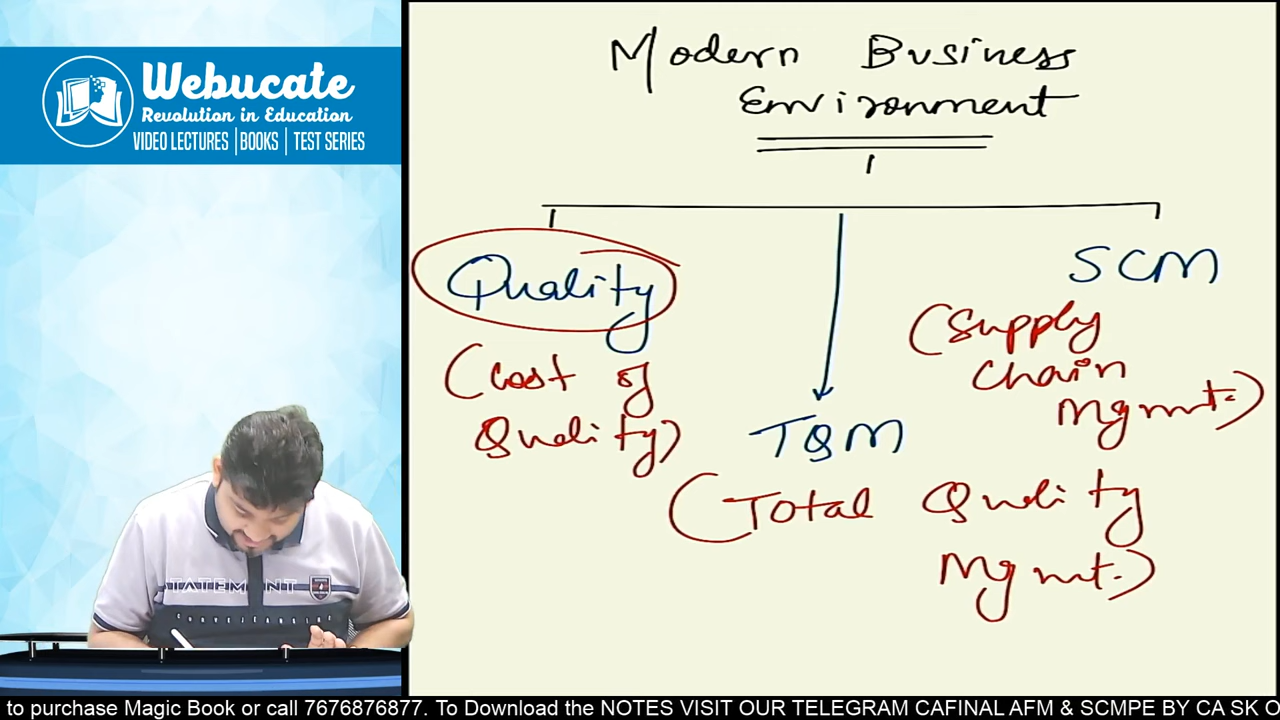 Webucate
Revolution in Education
VIDEO LECTURES | BOOKS | TEST SERIES
Modern Business
Environment
Quality
(Cost of
Quality)
TQM
(Total Quality
Mgmt.)
SCM
(Supply
Chain
Mgmt.)
STATEMENT
to purchase Magic Book or call 7676876877. To Download the NOTES VISIT OUR TELEGRAM CAFINAL AFM & SCMPE BY CA SK O